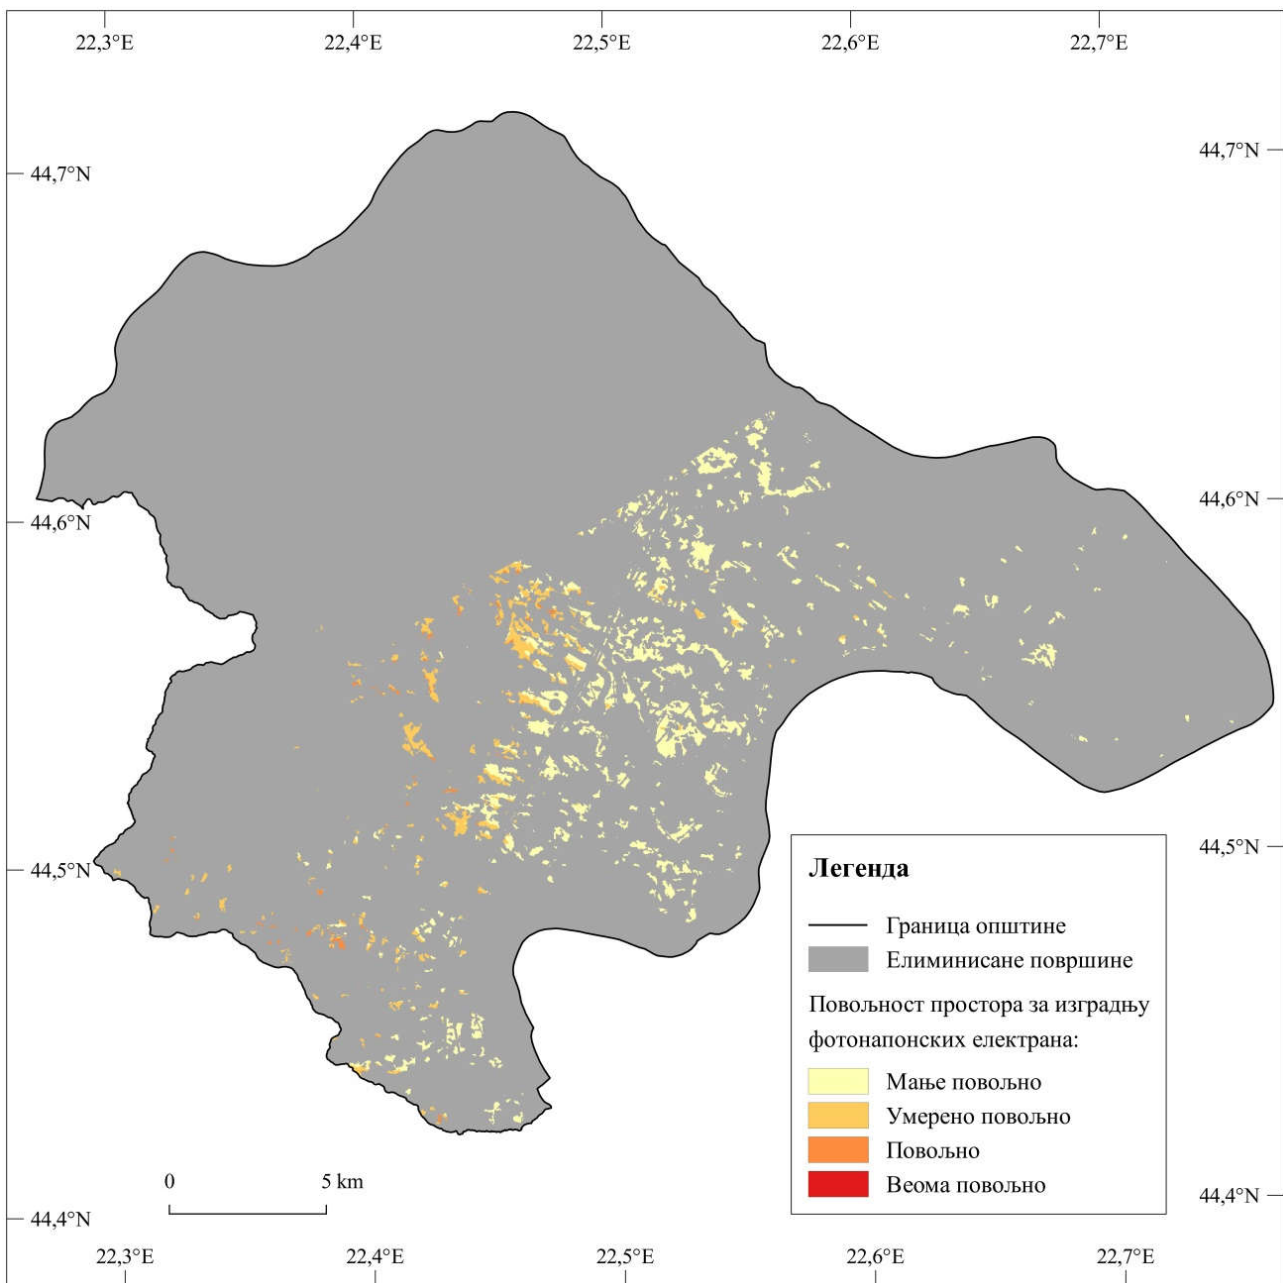 22,3°E 22,4°E 22,5°E 22,6°E 22,7°E
44,7°N 44,7°N
44,6°N 44,6°N
44,5°N 44,5°N
44,4°N 44,4°N
Легенда
Граница општине
Елиминисане површине
Повољност простора за изградњу
фотонапонских електрана:
Мање повољно
Умерено повољно
Повољно
Веома повољно
0 5 km
22,3°E 22,4°E 22,5°E 22,6°E 22,7°E